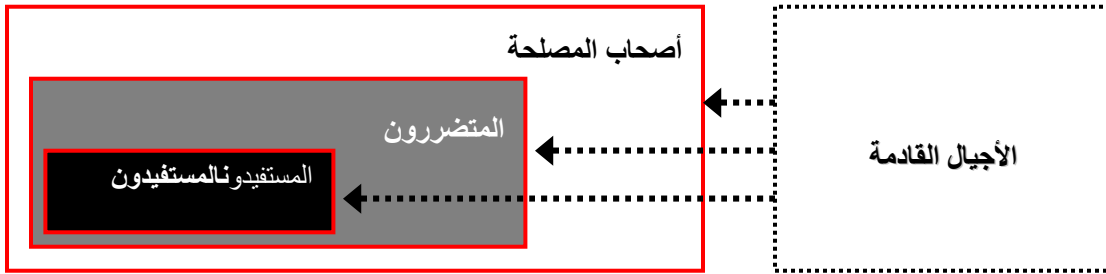 أصحاب المصلحة
المتضررون
المستفيدونالمستفيدون
الأجيال القادمة